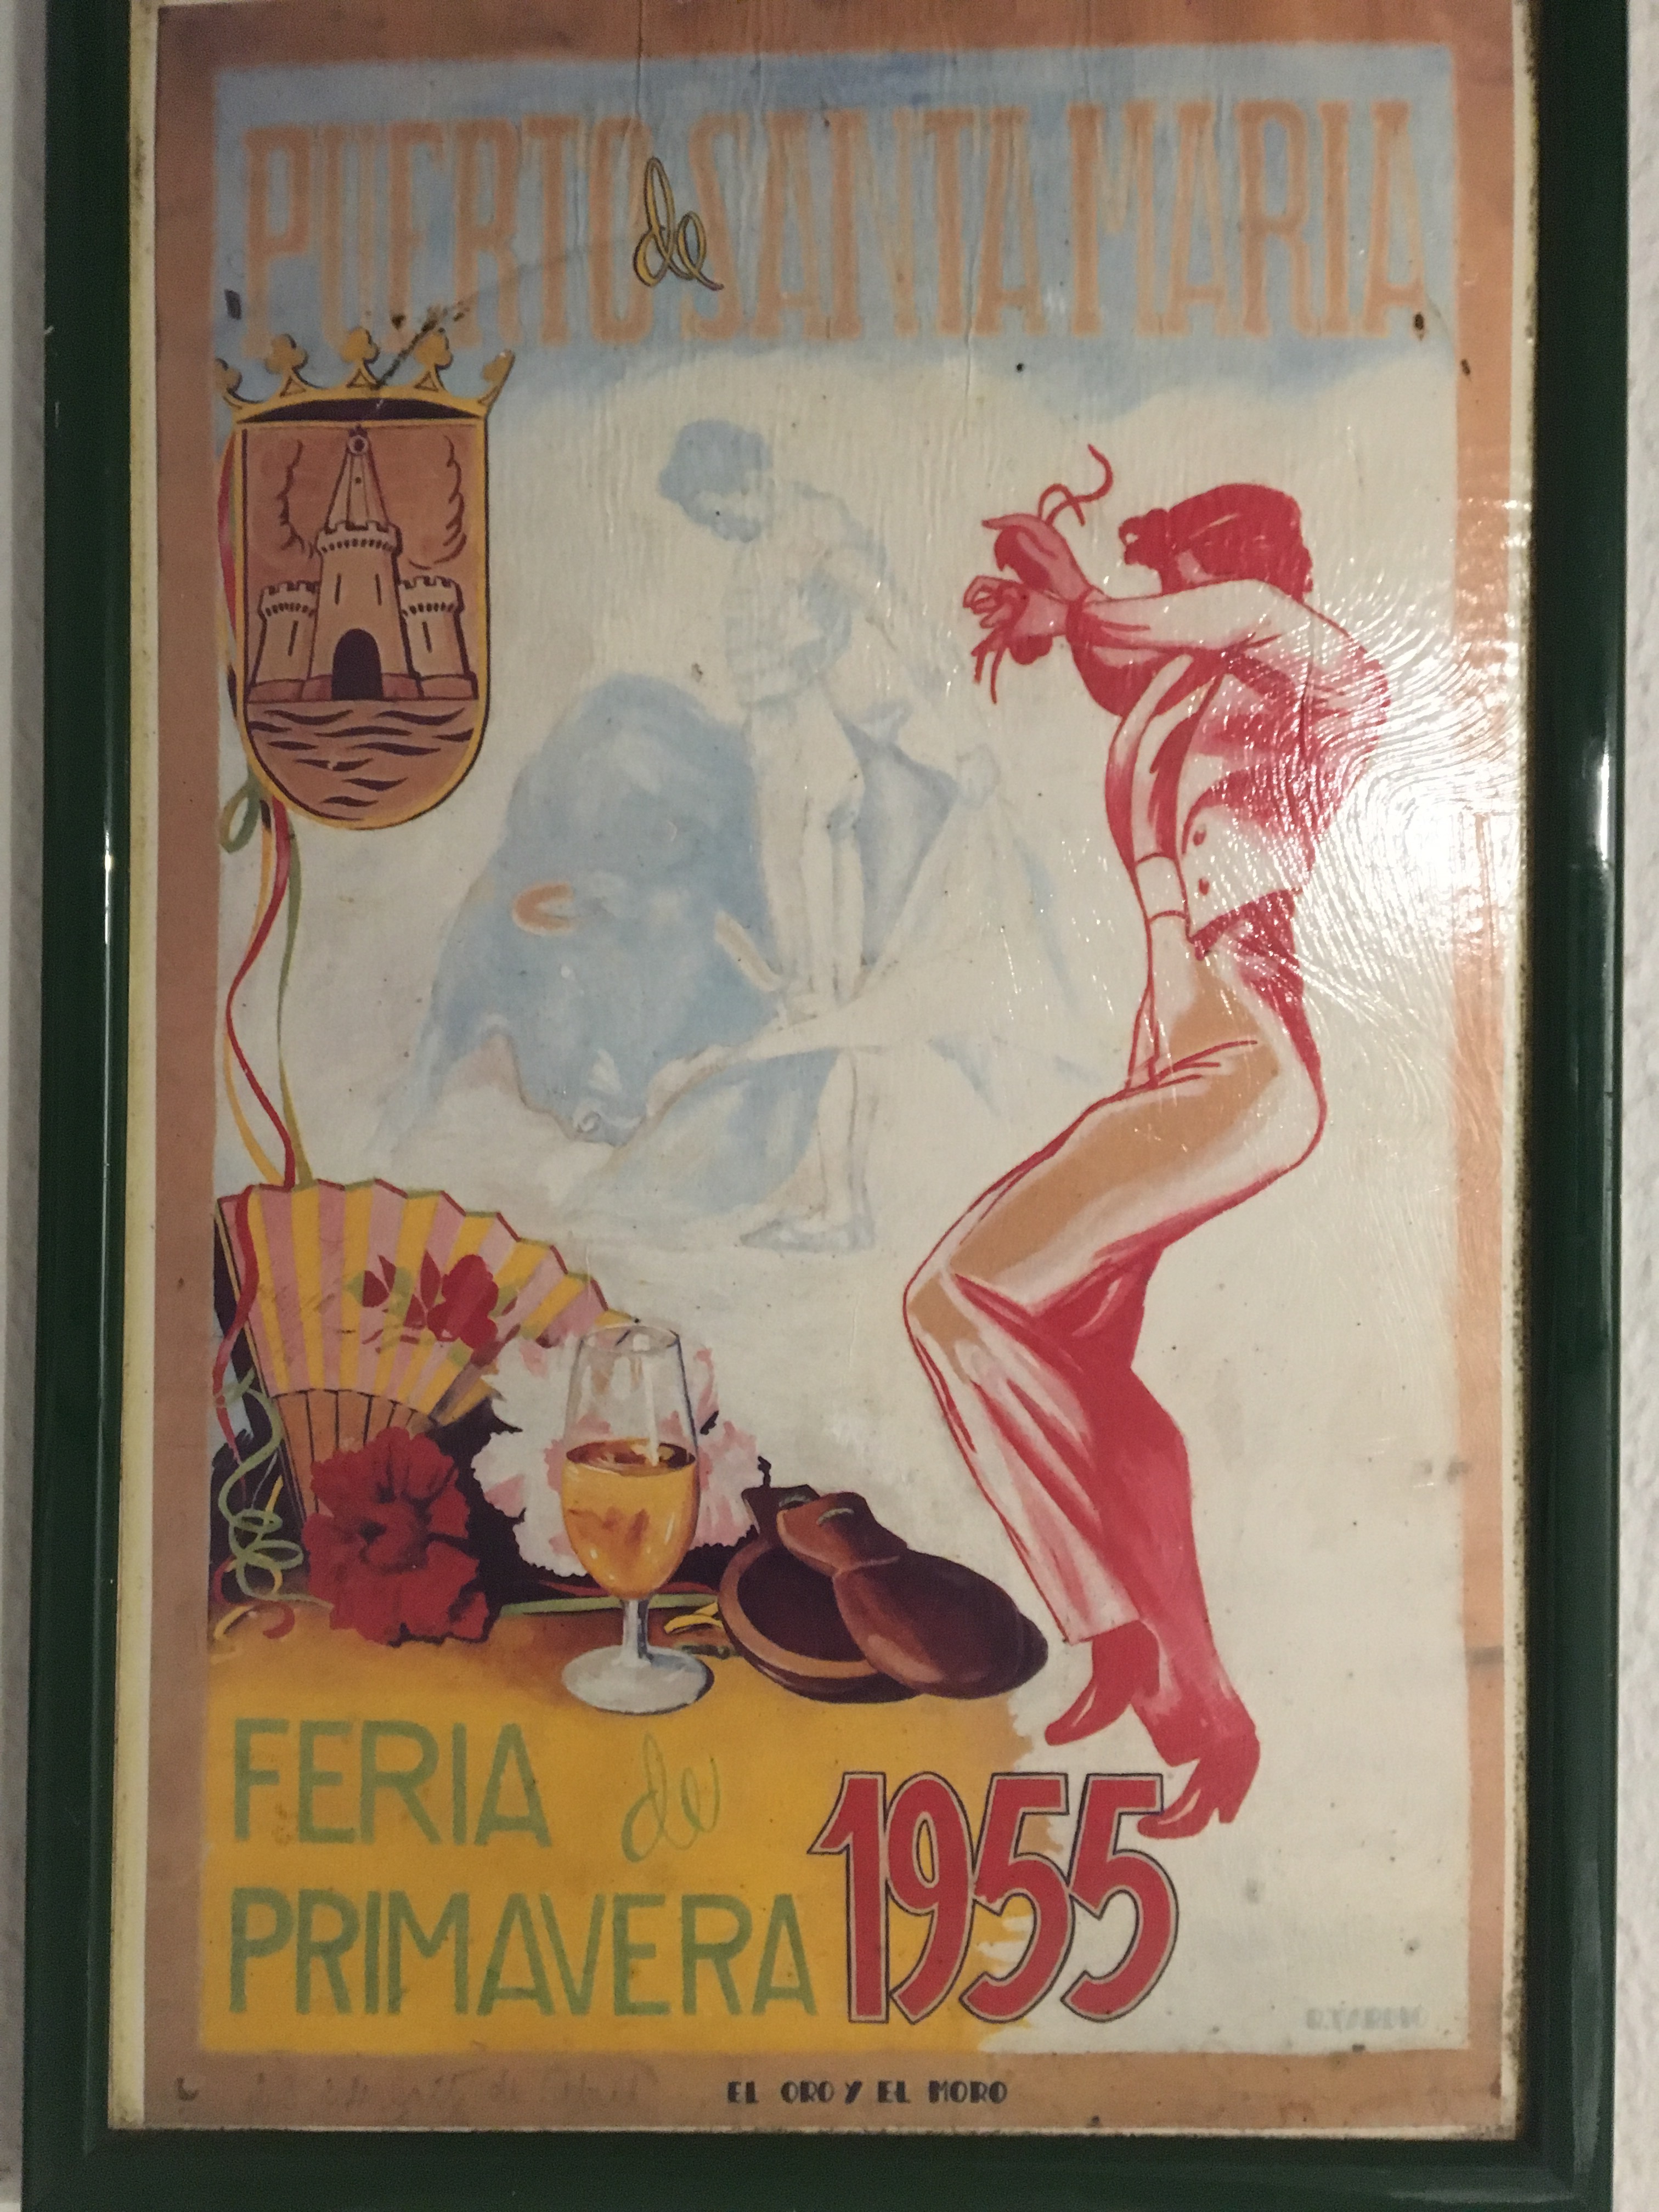 PUERTO de SANTA MARIA
FERIA de
PRIMAVERA 1955
EL ORO Y EL MORO